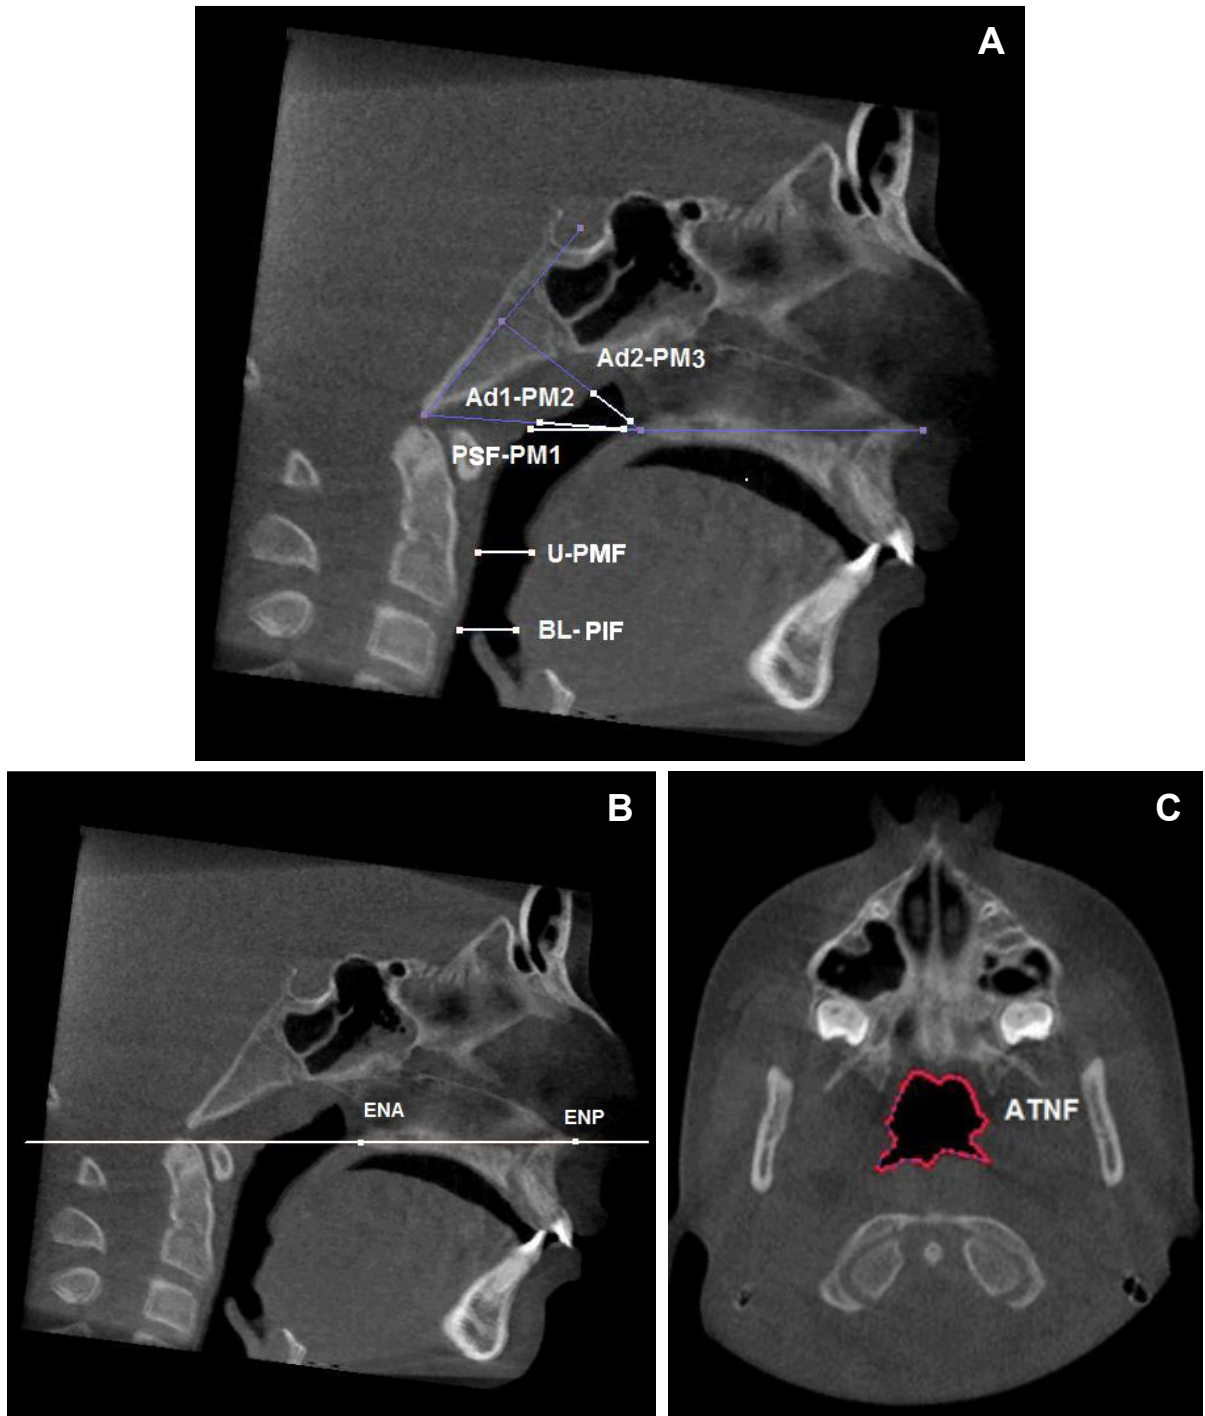 A
Ad2-PM3
Ad1-PM2
PSF-PM1
U-PMF
BL-PIF
B
ENA
ENP
C
ATNF